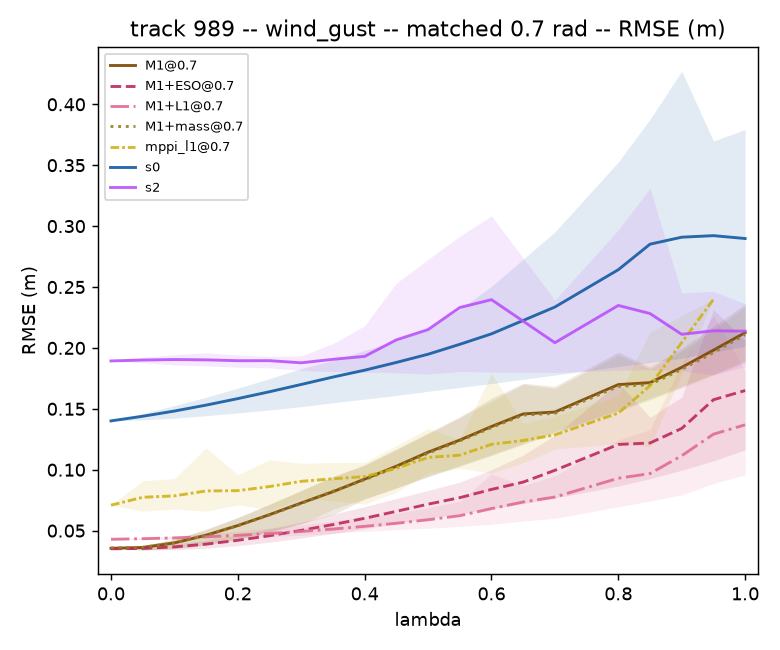 track 989 -- wind_gust -- matched 0.7 rad -- RMSE (m)
M1@0.7
M1+ESO@0.7
M1+L1@0.7
M1+mass@0.7
mppi_l1@0.7
s0
s2
RMSE (m)
0.40
0.35
0.30
0.25
0.20
0.15
0.10
0.05
0.0 0.2 0.4 0.6 0.8 1.0
lambda